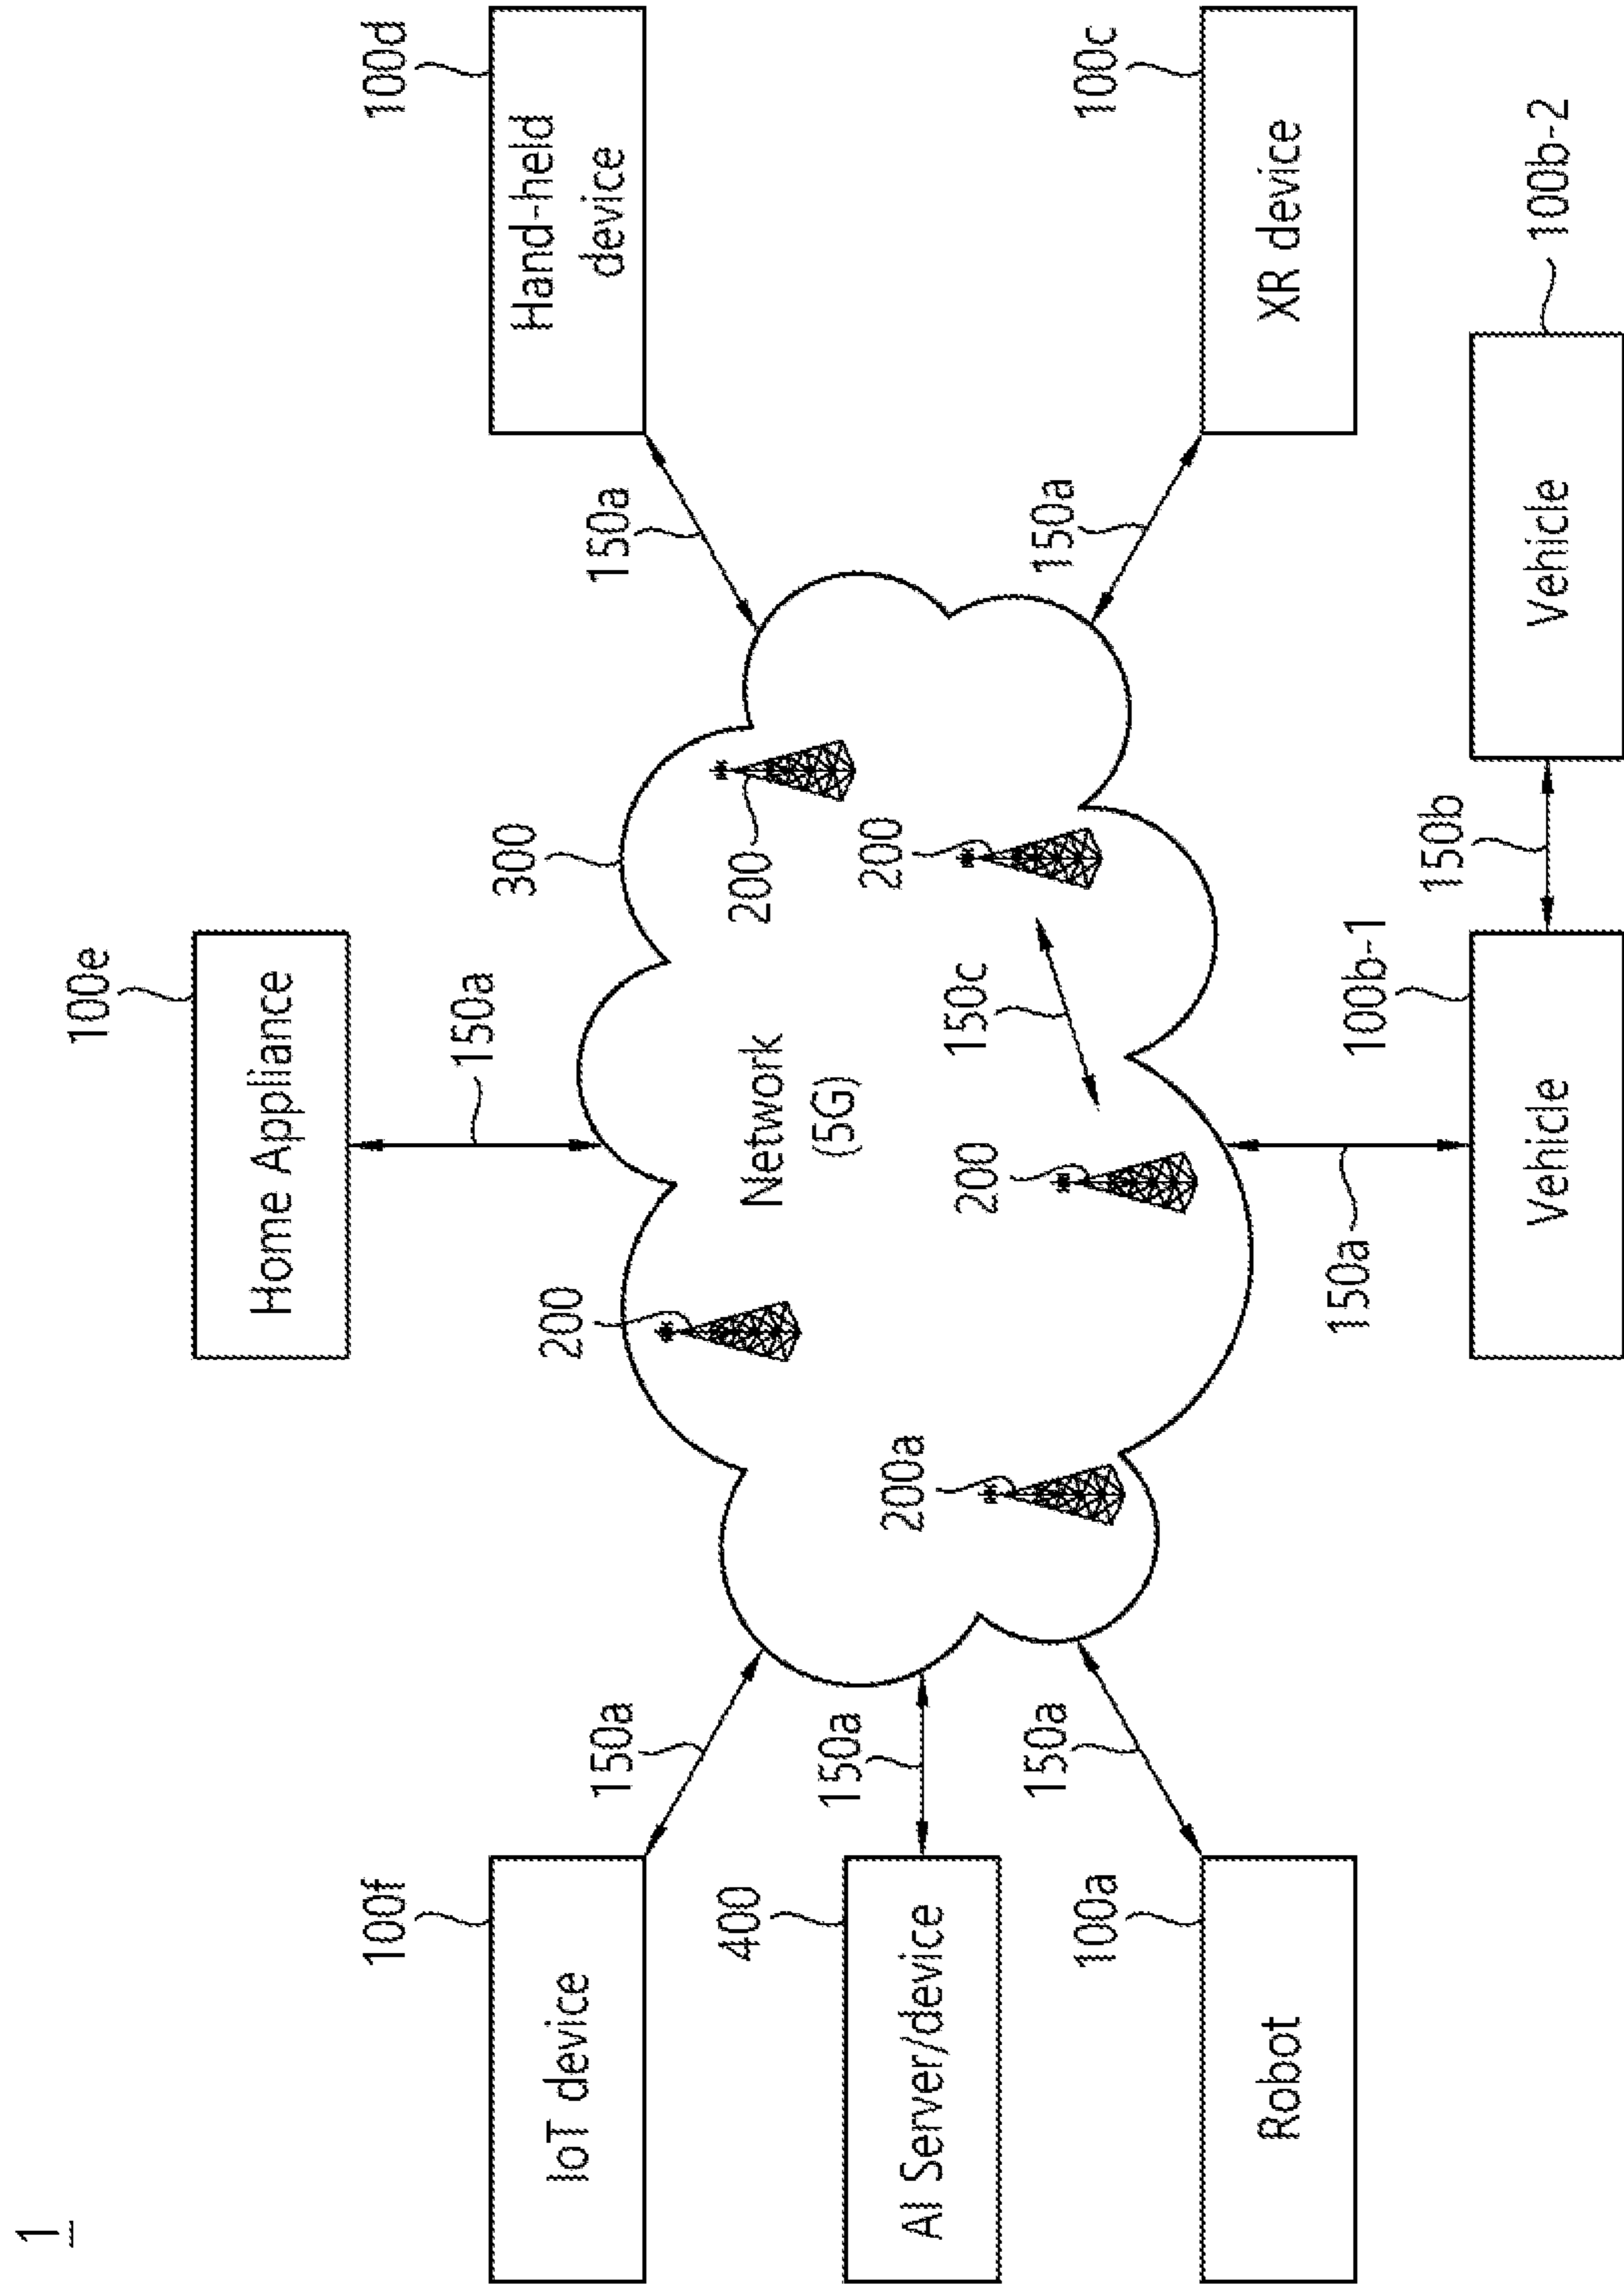 1
100e
Home Appliance
150a
100f
IoT device
150a
300
100d
Hand-held
device
150a
200
200
Network
(5G)
400
AI Server/device
150a
200a
200
200
150c
100a
Robot
150a
150a
100c
XR device
150a
100b-1
Vehicle
150b
Vehicle
100b-2